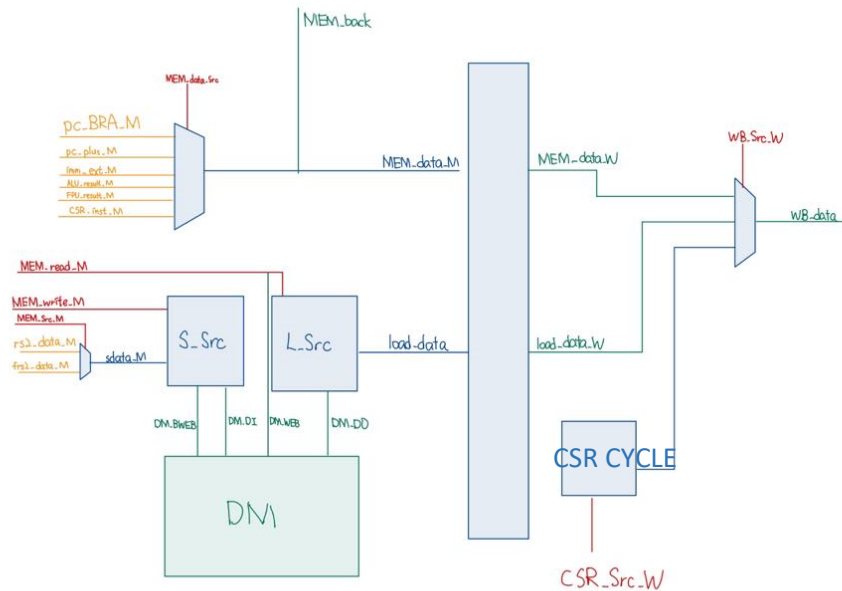 MEM_back
MEM_data_Src
pc_BRA_M
pc_plus_M
imm_ext_M
ALU_result_M
FPU_result_M
CSR_inst_M
MEM_data_M
MEM_data_W
WB_Src_W
WB_data
MEM_read_M
MEM_write_M
MEM_Src_M
rs2_data_M
frs2_data_M
sdata_M
S_Src
L_Src
load_data
load_data_W
DM_BWEB
DM_DI
DM_WEB
DM_DO
DM
CSR CYCLE
CSR_Src_W